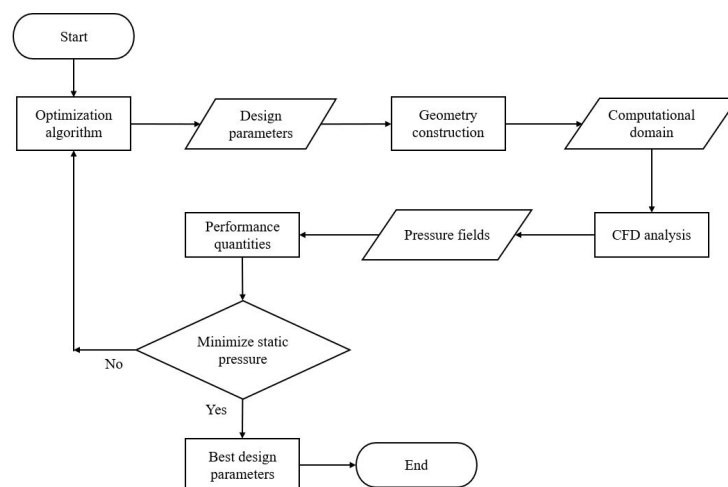 Start
Optimization
algorithm
Design
parameters
Geometry
construction
Computational
domain
CFD analysis
Pressure fields
Performance
quantities
Minimize static
pressure
No
Yes
Best design
parameters
End